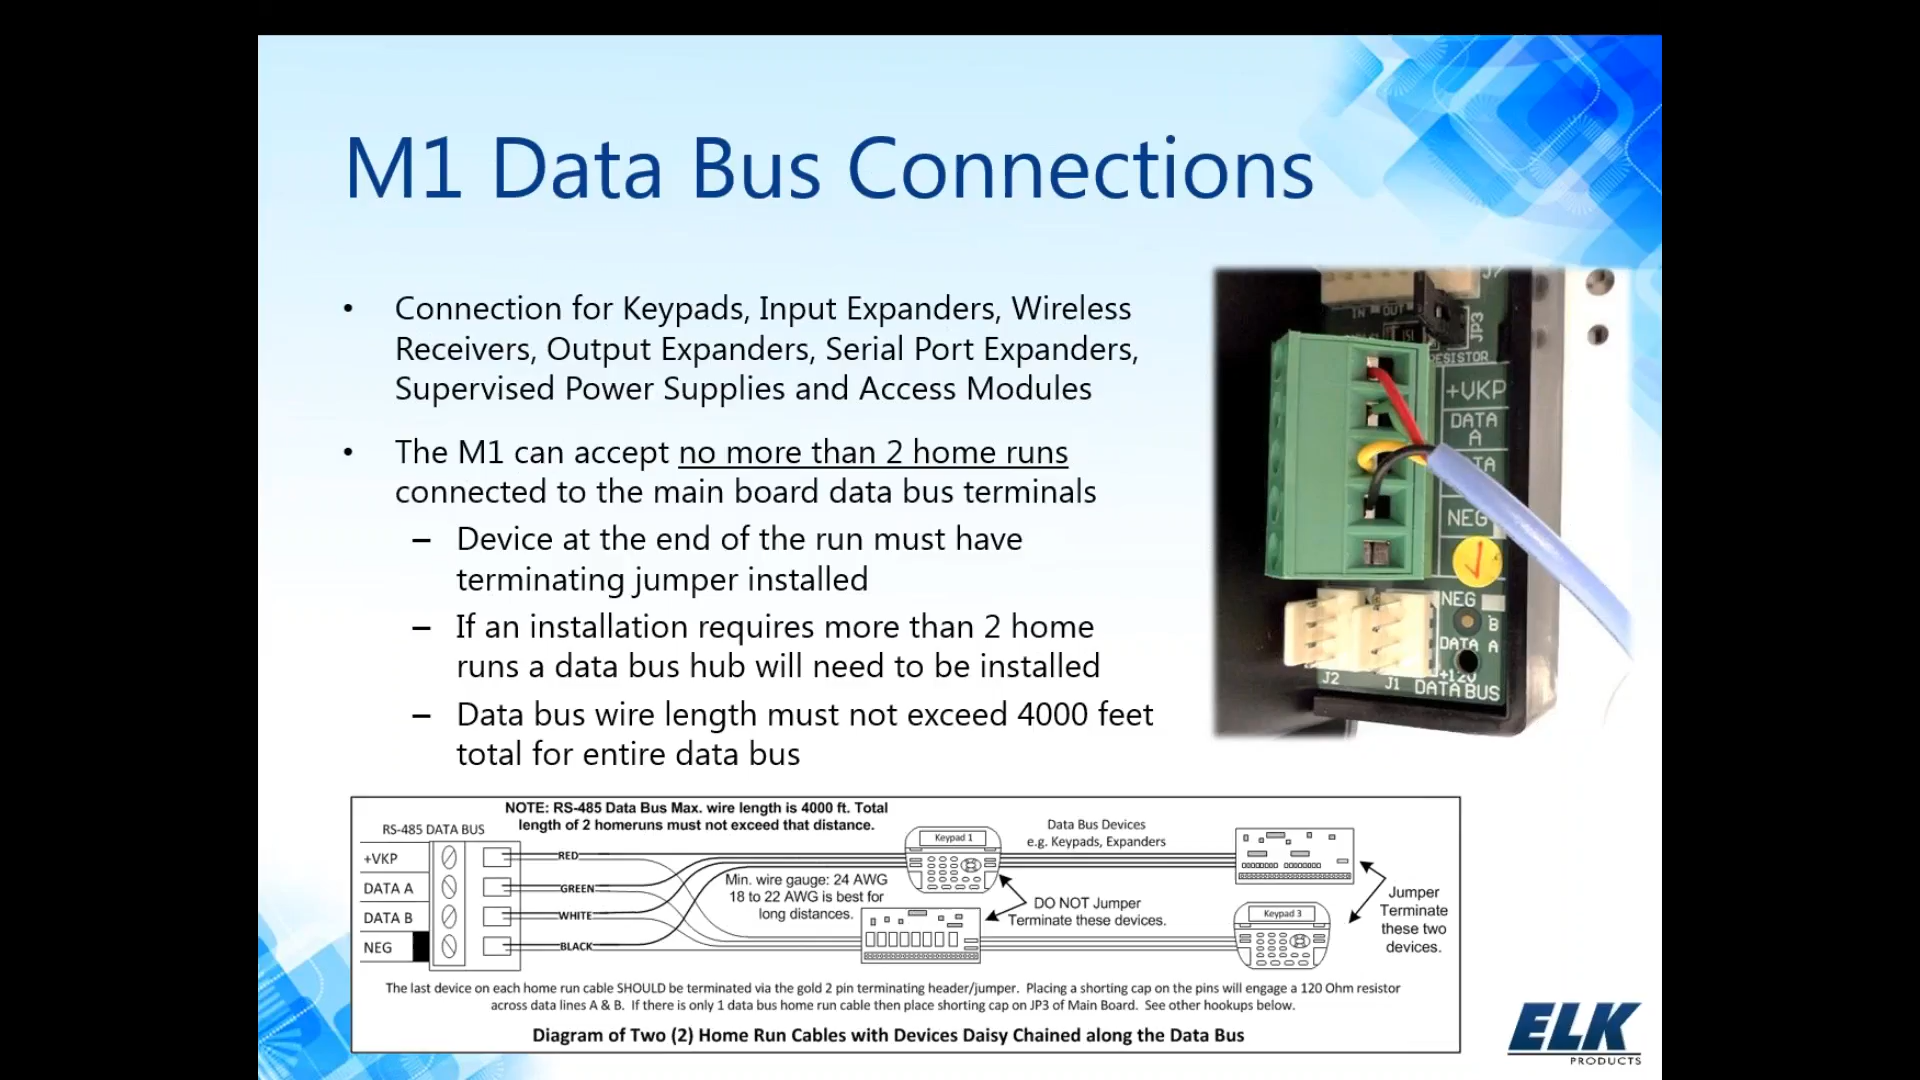 M1 Data Bus Connections
• Connection for Keypads, Input Expanders, Wireless
Receivers, Output Expanders, Serial Port Expanders,
Supervised Power Supplies and Access Modules
• The M1 can accept no more than 2 home runs
connected to the main board data bus terminals
– Device at the end of the run must have
terminating jumper installed
– If an installation requires more than 2 home
runs a data bus hub will need to be installed
– Data bus wire length must not exceed 4000 feet
total for entire data bus
J7
IN OUT
JP3
RESISTOR
+VKP
DATA
A
NEG
NEG
B
DATA A
+12V
J2
J1
DATA BUS
NOTE: RS-485 Data Bus Max. wire length is 4000 ft. Total
length of 2 homeruns must not exceed that distance.
RS-485 DATA BUS
+VKP
DATA A
DATA B
NEG
RED
GREEN
WHITE
BLACK
Min. wire gauge: 24 AWG
18 to 22 AWG is best for
long distances.
Keypad 1
Data Bus Devices
e.g. Keypads, Expanders
DO NOT Jumper
Terminate these devices.
Keypad 3
Jumper
Terminate
these two
devices.
The last device on each home run cable SHOULD be terminated via the gold 2 pin terminating header/jumper. Placing a shorting cap on the pins will engage a 120 Ohm resistor
across data lines A & B. If there is only 1 data bus home run cable then place shorting cap on JP3 of Main Board. See other hookups below.
Diagram of Two (2) Home Run Cables with Devices Daisy Chained along the Data Bus
ELK
PRODUCTS